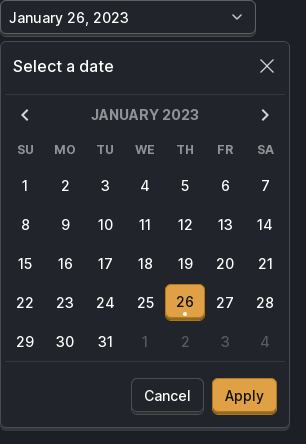 January 26, 2023
Select a date
JANUARY 2023
SU MO TU WE TH FR SA
1 2 3 4 5 6 7
8 9 10 11 12 13 14
15 16 17 18 19 20 21
22 23 24 25 26 27 28
29 30 31 1 2 3 4
Cancel Apply